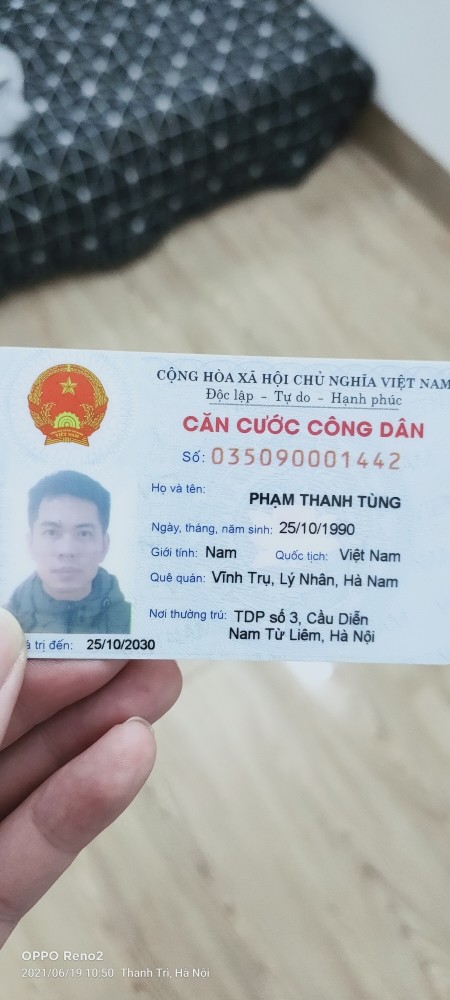 CỘNG HÒA XÃ HỘI CHỦ NGHĨA VIỆT NAM
Độc lập - Tự do - Hạnh phúc
CĂN CƯỚC CÔNG DÂN
Số: 035090001442
Họ và tên: PHẠM THANH TÙNG
Ngày, tháng, năm sinh: 25/10/1990
Giới tính: Nam Quốc tịch: Việt Nam
Quê quán: Vĩnh Trụ, Lý Nhân, Hà Nam
Nơi thường trú: TDP số 3, Cầu Diễn
Nam Từ Liêm, Hà Nội
trị đến: 25/10/2030
OPPO Reno2
2021/06/19 10:50 Thanh Trì, Hà Nội